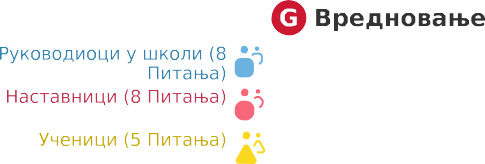 G Вредновање
Руководиоци у школи (8
Питања)
Наставници (8 Питања)
Ученици (5 Питања)